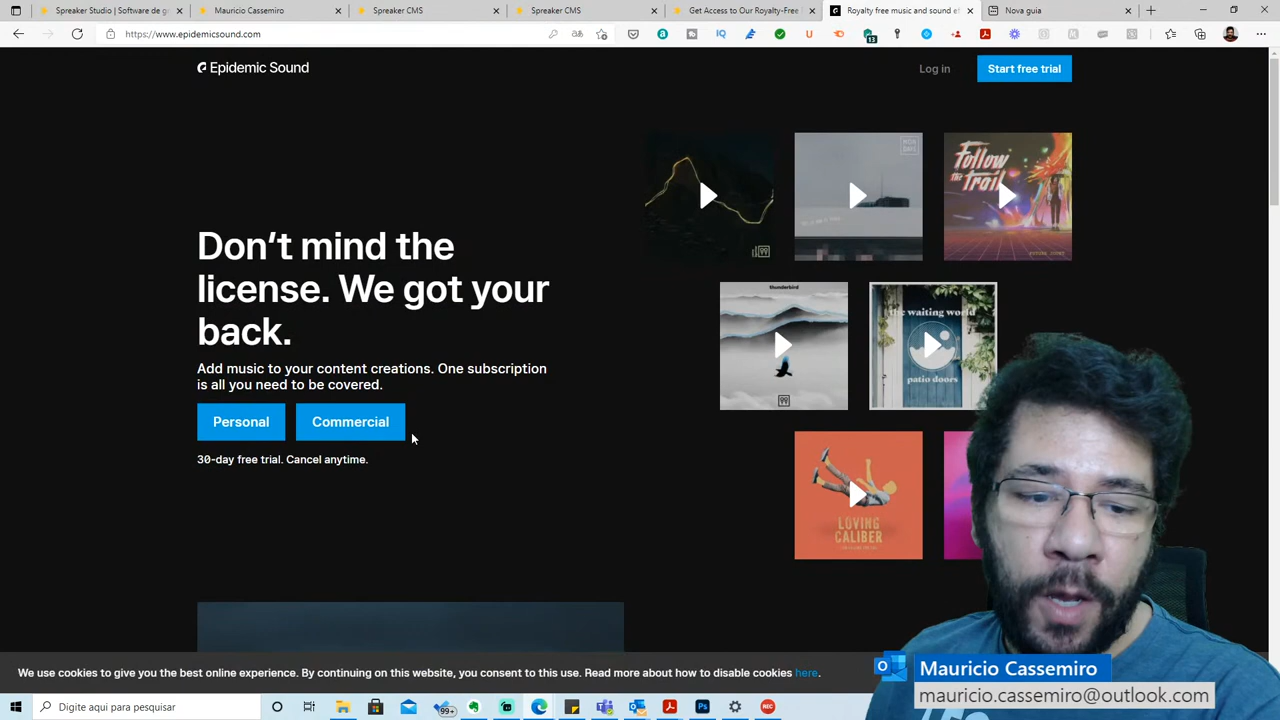 Spreaker Studio | Software de g
Mauricio Cassemiro
Spreaker CMS
Spreaker CMS
Get Access to Our Royalty-Free
Royalty free music and sound ef
Nova guia
https://www.epidemicsound.com
13
Epidemic Sound
Log in
Start free trial
Follow
the Trail
Don't mind the
license. We got your
back.
thunderbird
the waiting world
patio doors
Add music to your content creations. One subscription
is all you need to be covered.
Personal
Commercial
30-day free trial. Cancel anytime.
LOVING
CALIBER
We use cookies to give you the best online experience. By continuing on this website, you consent to this use. Read more about how to disable cookies here.
Mauricio Cassemiro
mauricio.cassemiro@outlook.com
Digite aqui para pesquisar
99+
REC